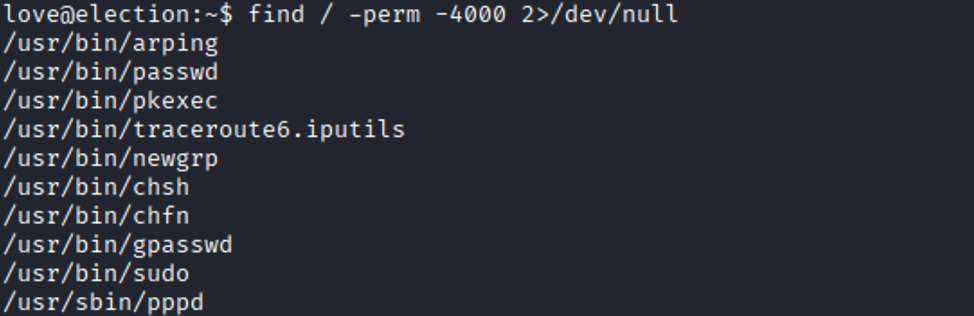 love@election:~$ find / -perm -4000 2>/dev/null
/usr/bin/arping
/usr/bin/passwd
/usr/bin/pkexec
/usr/bin/traceroute6.iputils
/usr/bin/newgrp
/usr/bin/chsh
/usr/bin/chfn
/usr/bin/gpasswd
/usr/bin/sudo
/usr/sbin/pppd